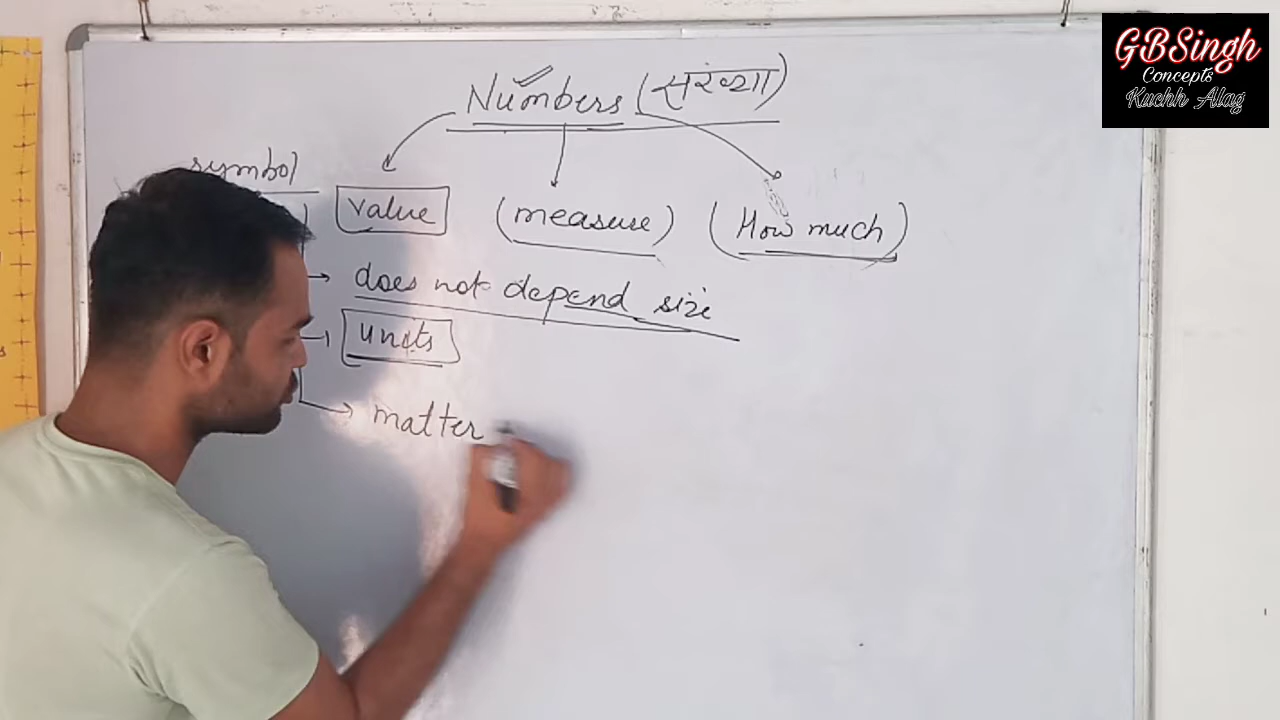 Numbers (संख्या)
symbol
value (measure) (How much)
does not depend size
units
matter
GBSingh
Concepts
Kuchh Alag